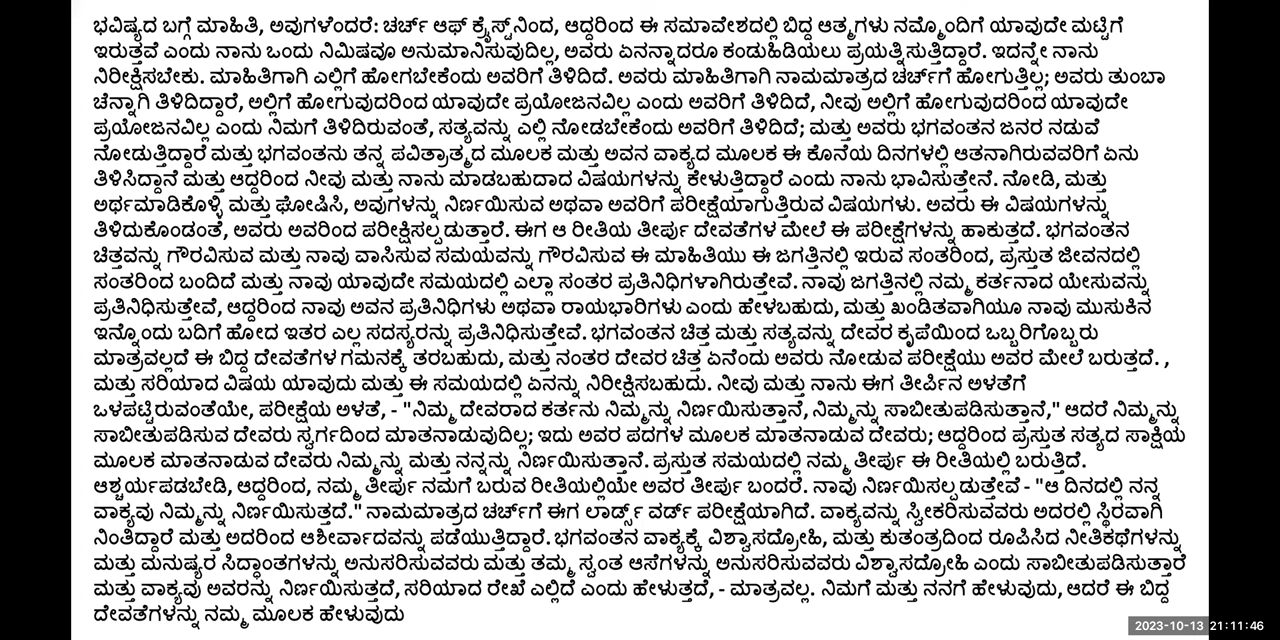 ಭವಿಷ್ಯದ ಬಗ್ಗೆ ಮಾಹಿತಿ, ಅವುಗಳೆಂದರೆ: ಚರ್ಚ್ ಆಫ್ ಕ್ರೈಸ್ಟ್‌ನಿಂದ, ಆದ್ದರಿಂದ ಈ ಸಮಾವೇಶದಲ್ಲಿ ಬಿದ್ದ ಆತ್ಮಗಳು ನಮ್ಮೊಂದಿಗೆ ಯಾವುದೇ ಮಟ್ಟಿಗೆ
ಇರುತ್ತವೆ ಎಂದು ನಾನು ಒಂದು ನಿಮಿಷವೂ ಅನುಮಾನಿಸುವುದಿಲ್ಲ, ಅವರು ಏನನ್ನಾದರೂ ಕಂಡುಹಿಡಿಯಲು ಪ್ರಯತ್ನಿಸುತ್ತಿದ್ದಾರೆ. ಇದನ್ನೇ ನಾನು
ನಿರೀಕ್ಷಿಸಬೇಕು. ಮಾಹಿತಿಗಾಗಿ ಎಲ್ಲಿಗೆ ಹೋಗಬೇಕೆಂದು ಅವರಿಗೆ ತಿಳಿದಿದೆ. ಅವರು ಮಾಹಿತಿಗಾಗಿ ನಾಮಮಾತ್ರದ ಚರ್ಚ್‌ಗೆ ಹೋಗುತ್ತಿಲ್ಲ; ಅವರು ತುಂಬಾ
ಚೆನ್ನಾಗಿ ತಿಳಿದಿದ್ದಾರೆ, ಅಲ್ಲಿಗೆ ಹೋಗುವುದರಿಂದ ಯಾವುದೇ ಪ್ರಯೋಜನವಿಲ್ಲ ಎಂದು ಅವರಿಗೆ ತಿಳಿದಿದೆ, ನೀವು ಅಲ್ಲಿಗೆ ಹೋಗುವುದರಿಂದ ಯಾವುದೇ
ಪ್ರಯೋಜನವಿಲ್ಲ ಎಂದು ನಿಮಗೆ ತಿಳಿದಿರುವಂತೆ, ಸತ್ಯವನ್ನು ಎಲ್ಲಿ ನೋಡಬೇಕೆಂದು ಅವರಿಗೆ ತಿಳಿದಿದೆ; ಮತ್ತು ಅವರು ಭಗವಂತನ ಜನರ ನಡುವೆ
ನೋಡುತ್ತಿದ್ದಾರೆ ಮತ್ತು ಭಗವಂತನು ತನ್ನ ಪವಿತ್ರಾತ್ಮದ ಮೂಲಕ ಮತ್ತು ಅವನ ವಾಕ್ಯದ ಮೂಲಕ ಈ ಕೊನೆಯ ದಿನಗಳಲ್ಲಿ ಆತನಾಗಿರುವವರಿಗೆ ಏನು
ತಿಳಿಸಿದ್ದಾನೆ ಮತ್ತು ಆದ್ದರಿಂದ ನೀವು ಮತ್ತು ನಾನು ಮಾಡಬಹುದಾದ ವಿಷಯಗಳನ್ನು ಕೇಳುತ್ತಿದ್ದಾರೆ ಎಂದು ನಾನು ಭಾವಿಸುತ್ತೇನೆ. ನೋಡಿ, ಮತ್ತು
ಅರ್ಥಮಾಡಿಕೊಳ್ಳಿ ಮತ್ತು ಘೋಷಿಸಿ, ಅವುಗಳನ್ನು ನಿರ್ಣಯಿಸುವ ಅಥವಾ ಅವರಿಗೆ ಪರೀಕ್ಷೆಯಾಗುತ್ತಿರುವ ವಿಷಯಗಳು. ಅವರು ಈ ವಿಷಯಗಳನ್ನು
ತಿಳಿದುಕೊಂಡಂತೆ, ಅವರು ಅವರಿಂದ ಪರೀಕ್ಷಿಸಲ್ಪಡುತ್ತಾರೆ. ಈಗ ಆ ರೀತಿಯ ತೀರ್ಪು ದೇವತೆಗಳ ಮೇಲೆ ಈ ಪರೀಕ್ಷೆಗಳನ್ನು ಹಾಕುತ್ತದೆ. ಭಗವಂತನ
ಚಿತ್ತವನ್ನು ಗೌರವಿಸುವ ಮತ್ತು ನಾವು ವಾಸಿಸುವ ಸಮಯವನ್ನು ಗೌರವಿಸುವ ಈ ಮಾಹಿತಿಯು ಈ ಜಗತ್ತಿನಲ್ಲಿ ಇರುವ ಸಂತರಿಂದ, ಪ್ರಸ್ತುತ ಜೀವನದಲ್ಲಿ
ಸಂತರಿಂದ ಬಂದಿದೆ ಮತ್ತು ನಾವು ಯಾವುದೇ ಸಮಯದಲ್ಲಿ ಎಲ್ಲಾ ಸಂತರ ಪ್ರತಿನಿಧಿಗಳಾಗಿರುತ್ತೇವೆ. ನಾವು ಜಗತ್ತಿನಲ್ಲಿ ನಮ್ಮ ಕರ್ತನಾದ ಯೇಸುವನ್ನು
ಪ್ರತಿನಿಧಿಸುತ್ತೇವೆ, ಆದ್ದರಿಂದ ನಾವು ಅವನ ಪ್ರತಿನಿಧಿಗಳು ಅಥವಾ ರಾಯಭಾರಿಗಳು ಎಂದು ಹೇಳಬಹುದು, ಮತ್ತು ಖಂಡಿತವಾಗಿಯೂ ನಾವು ಮುಸುಕಿನ
ಇನ್ನೊಂದು ಬದಿಗೆ ಹೋದ ಇತರ ಎಲ್ಲ ಸದಸ್ಯರನ್ನು ಪ್ರತಿನಿಧಿಸುತ್ತೇವೆ. ಭಗವಂತನ ಚಿತ್ತ ಮತ್ತು ಸತ್ಯವನ್ನು ದೇವರ ಕೃಪೆಯಿಂದ ಒಬ್ಬರಿಗೊಬ್ಬರು
ಮಾತ್ರವಲ್ಲದೆ ಈ ಬಿದ್ದ ದೇವತೆಗಳ ಗಮನಕ್ಕೆ ತರಬಹುದು, ಮತ್ತು ನಂತರ ದೇವರ ಚಿತ್ತ ಏನೆಂದು ಅವರು ನೋಡುವ ಪರೀಕ್ಷೆಯು ಅವರ ಮೇಲೆ ಬರುತ್ತದೆ. ,
ಮತ್ತು ಸರಿಯಾದ ವಿಷಯ ಯಾವುದು ಮತ್ತು ಈ ಸಮಯದಲ್ಲಿ ಏನನ್ನು ನಿರೀಕ್ಷಿಸಬಹುದು. ನೀವು ಮತ್ತು ನಾನು ಈಗ ತೀರ್ಪಿನ ಅಳತೆಗೆ
ಒಳಪಟ್ಟಿರುವಂತೆಯೇ, ಪರೀಕ್ಷೆಯ ಅಳತೆ, - "ನಿಮ್ಮ ದೇವರಾದ ಕರ್ತನು ನಿಮ್ಮನ್ನು ನಿರ್ಣಯಿಸುತ್ತಾನೆ, ನಿಮ್ಮನ್ನು ಸಾಬೀತುಪಡಿಸುತ್ತಾನೆ," ಆದರೆ ನಿಮ್ಮನ್ನು
ಸಾಬೀತುಪಡಿಸುವ ದೇವರು ಸ್ವರ್ಗದಿಂದ ಮಾತನಾಡುವುದಿಲ್ಲ; ಇದು ಅವರ ಪದಗಳ ಮೂಲಕ ಮಾತನಾಡುವ ದೇವರು; ಆದ್ದರಿಂದ ಪ್ರಸ್ತುತ ಸತ್ಯದ ಸಾಕ್ಷಿಯ
ಮೂಲಕ ಮಾತನಾಡುವ ದೇವರು ನಿಮ್ಮನ್ನು ಮತ್ತು ನನ್ನನ್ನು ನಿರ್ಣಯಿಸುತ್ತಾನೆ. ಪ್ರಸ್ತುತ ಸಮಯದಲ್ಲಿ ನಮ್ಮ ತೀರ್ಪು ಈ ರೀತಿಯಲ್ಲಿ ಬರುತ್ತಿದೆ.
ಆಶ್ಚರ್ಯಪಡಬೇಡಿ, ಆದ್ದರಿಂದ, ನಮ್ಮ ತೀರ್ಪು ನಮಗೆ ಬರುವ ರೀತಿಯಲ್ಲಿಯೇ ಅವರ ತೀರ್ಪು ಬಂದರೆ. ನಾವು ನಿರ್ಣಯಿಸಲ್ಪಡುತ್ತೇವೆ - "ಆ ದಿನದಲ್ಲಿ ನನ್ನ
ವಾಕ್ಯವು ನಿಮ್ಮನ್ನು ನಿರ್ಣಯಿಸುತ್ತದೆ." ನಾಮಮಾತ್ರದ ಚರ್ಚ್‌ಗೆ ಈಗ ಲಾರ್ಡ್ಸ್ ವರ್ಡ್ ಪರೀಕ್ಷೆಯಾಗಿದೆ. ವಾಕ್ಯವನ್ನು ಸ್ವೀಕರಿಸುವವರು ಅದರಲ್ಲಿ ಸ್ಥಿರವಾಗಿ
ನಿಂತಿದ್ದಾರೆ ಮತ್ತು ಅದರಿಂದ ಆಶೀರ್ವಾದವನ್ನು ಪಡೆಯುತ್ತಿದ್ದಾರೆ. ಭಗವಂತನ ವಾಕ್ಯಕ್ಕೆ ವಿಶ್ವಾಸದ್ರೋಹಿ, ಮತ್ತು ಕುತಂತ್ರದಿಂದ ರೂಪಿಸಿದ ನೀತಿಕಥೆಗಳನ್ನು
ಮತ್ತು ಮನುಷ್ಯರ ಸಿದ್ಧಾಂತಗಳನ್ನು ಅನುಸರಿಸುವವರು ಮತ್ತು ತಮ್ಮ ಸ್ವಂತ ಆಸೆಗಳನ್ನು ಅನುಸರಿಸುವವರು ವಿಶ್ವಾಸದ್ರೋಹಿ ಎಂದು ಸಾಬೀತುಪಡಿಸುತ್ತಾರೆ
ಮತ್ತು ವಾಕ್ಯವು ಅವರನ್ನು ನಿರ್ಣಯಿಸುತ್ತದೆ, ಸರಿಯಾದ ರೇಖೆ ಎಲ್ಲಿದೆ ಎಂದು ಹೇಳುತ್ತದೆ, - ಮಾತ್ರವಲ್ಲ. ನಿಮಗೆ ಮತ್ತು ನನಗೆ ಹೇಳುವುದು, ಆದರೆ ಈ ಬಿದ್ದ
ದೇವತೆಗಳನ್ನು ನಮ್ಮ ಮೂಲಕ ಹೇಳುವುದು
2023-10-13 21:11:46